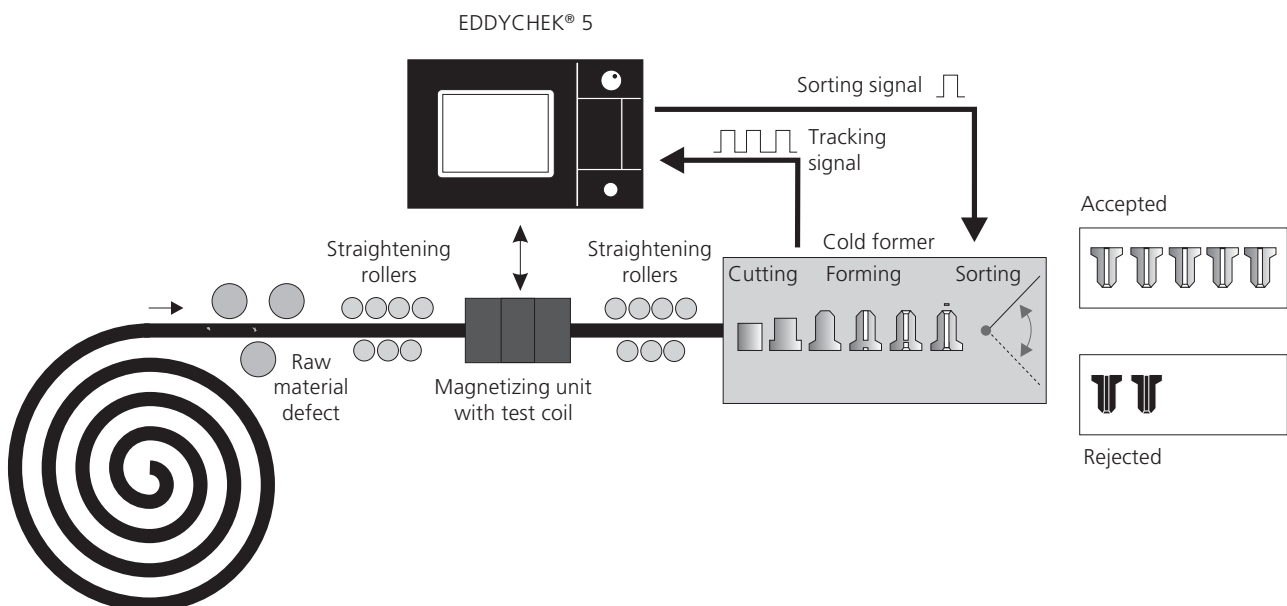 EDDYCHEK® 5
Sorting signal
Tracking
signal
Accepted
Straightening
rollers
Straightening
rollers
Cold former
Cutting
Forming
Sorting
Raw
material
defect
Magnetizing unit
with test coil
Rejected